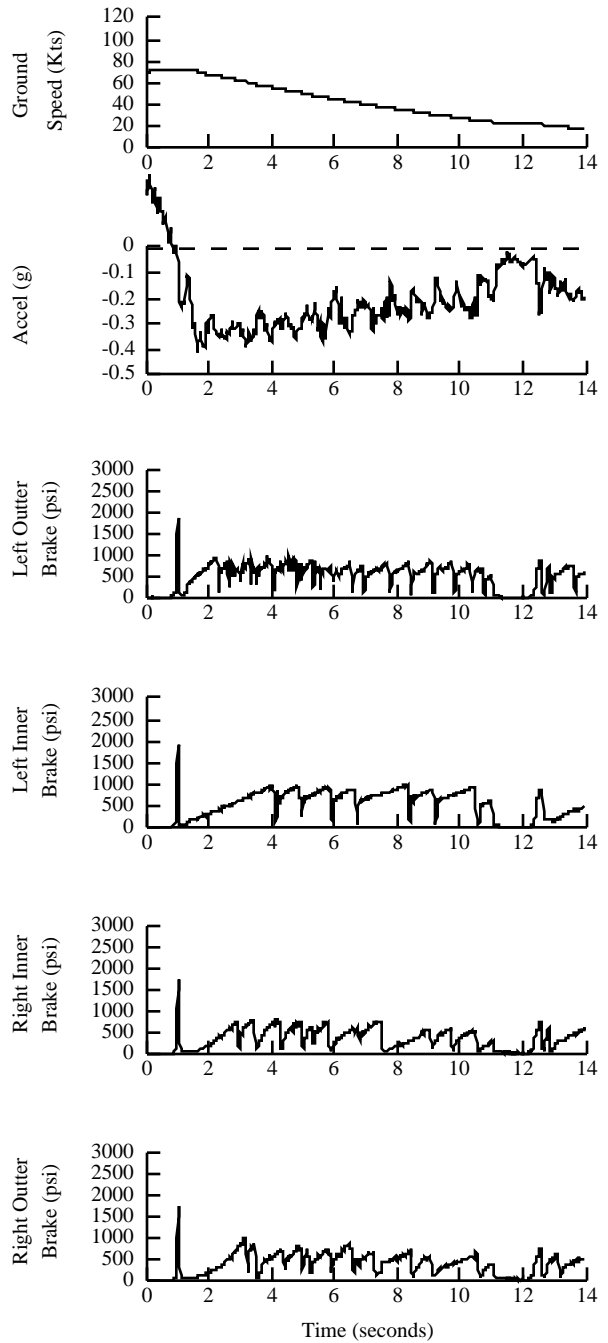 Ground
Speed (Kts)
120
100
80
60
40
20
0
0 2 4 6 8 10 12 14
Accel (g)
0
-0.1
-0.2
-0.3
-0.4
-0.5
0 2 4 6 8 10 12 14
Left Outter
Brake (psi)
3000
2500
2000
1500
1000
500
0
0 2 4 6 8 10 12 14
Left Inner
Brake (psi)
3000
2500
2000
1500
1000
500
0
0 2 4 6 8 10 12 14
Right Inner
Brake (psi)
3000
2500
2000
1500
1000
500
0
0 2 4 6 8 10 12 14
Right Outter
Brake (psi)
3000
2500
2000
1500
1000
500
0
0 2 4 6 8 10 12 14
Time (seconds)